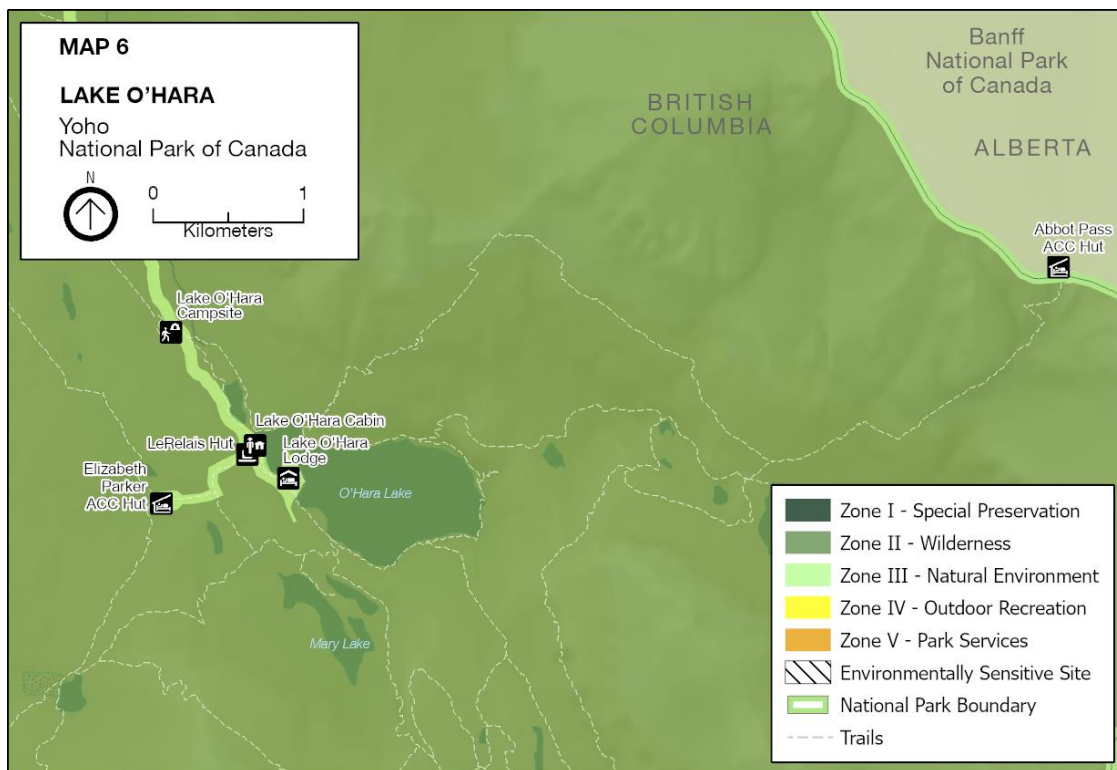 MAP 6
LAKE O'HARA
Yoho
National Park of Canada
N
0 1
Kilometers
BRITISH
COLUMBIA
Banff
National Park
of Canada
ALBERTA
Abbot Pass
ACC Hut
Lake O'Hara
Campsite
Lake O'Hara Cabin
LeRelais Hut
Lake O'Hara
Lodge
Elizabeth
Parker
ACC Hut
O'Hara Lake
Mary Lake
Zone I - Special Preservation
Zone II - Wilderness
Zone III - Natural Environment
Zone IV - Outdoor Recreation
Zone V - Park Services
Environmentally Sensitive Site
National Park Boundary
Trails